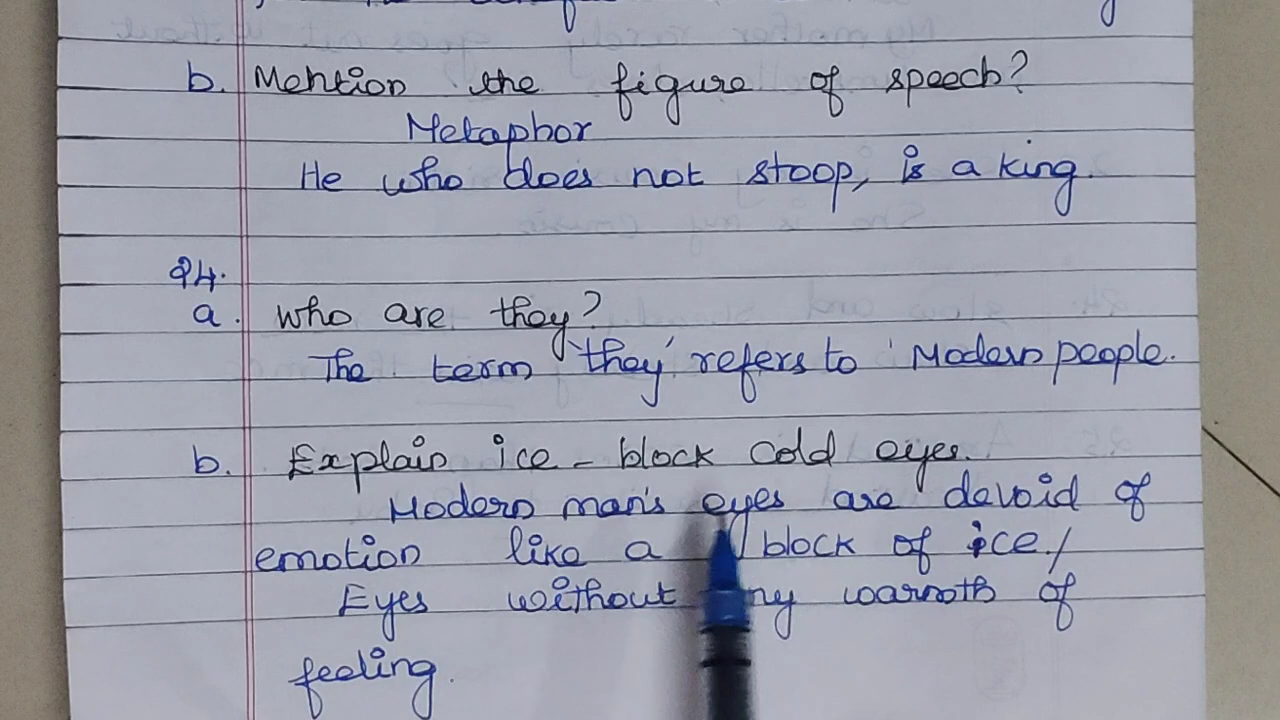 b. Mention the figure of speech?
Metaphor
He who does not stoop, is a king.
24.
a. Who are they?
The term 'they' refers to 'Modern people.
b. Explain ice-block cold eyes.
Modern man's eyes are devoid of
emotion like a block of ice./
Eyes without any warmth of
feeling.